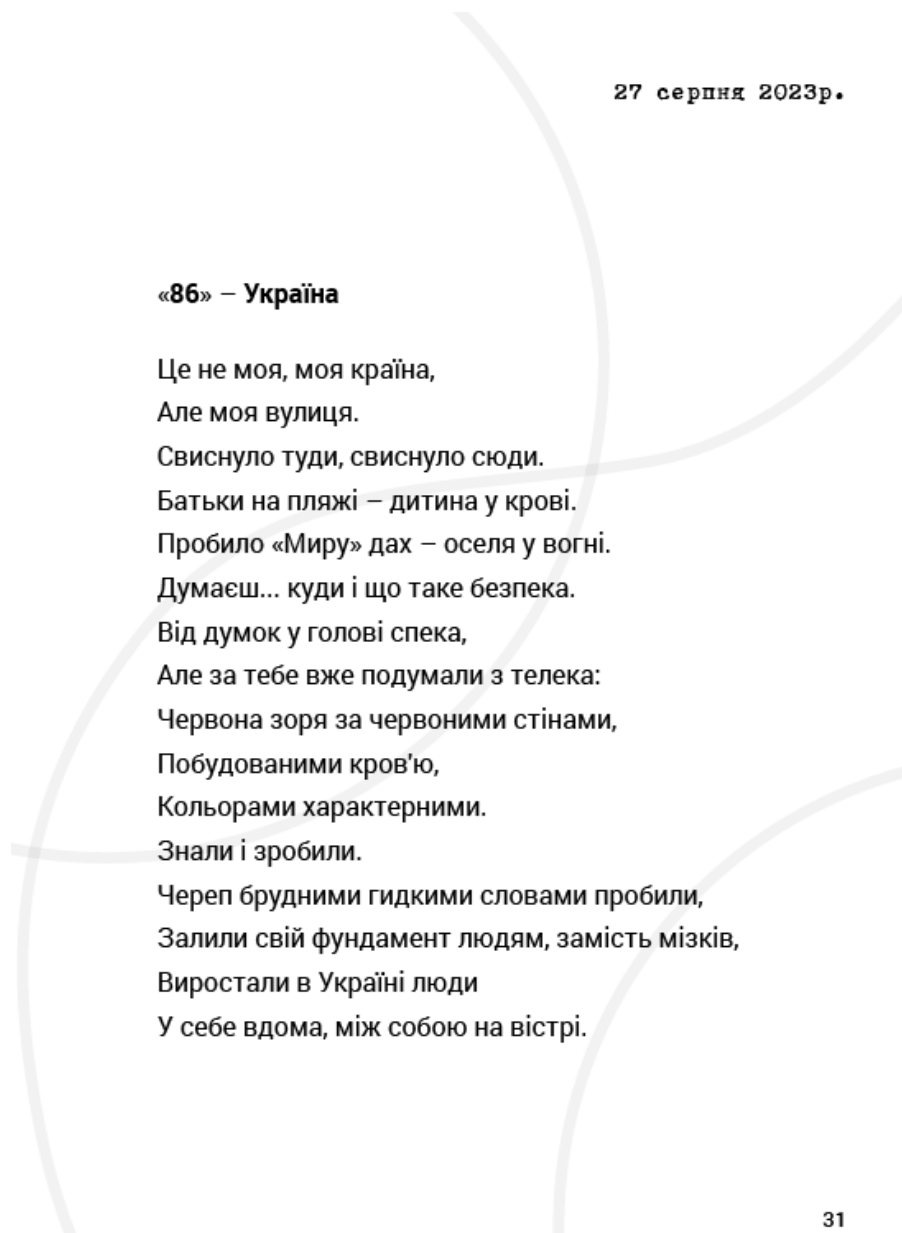 27 серпня 2023р.
«86» – Україна
Це не моя, моя країна,
Але моя вулиця.
Свиснуло туди, свиснуло сюди.
Батьки на пляжі – дитина у крові.
Пробило «Миру» дах – оселя у вогні.
Думаєш... куди і що таке безпека.
Від думок у голові спека,
Але за тебе вже подумали з телека:
Червона зоря за червоними стінами,
Побудованими кров'ю,
Кольорами характерними.
Знали і зробили.
Череп брудними гидкими словами пробили,
Залили свій фундамент людям, замість мізків,
Виростали в Україні люди
У себе вдома, між собою на вістрі.
31